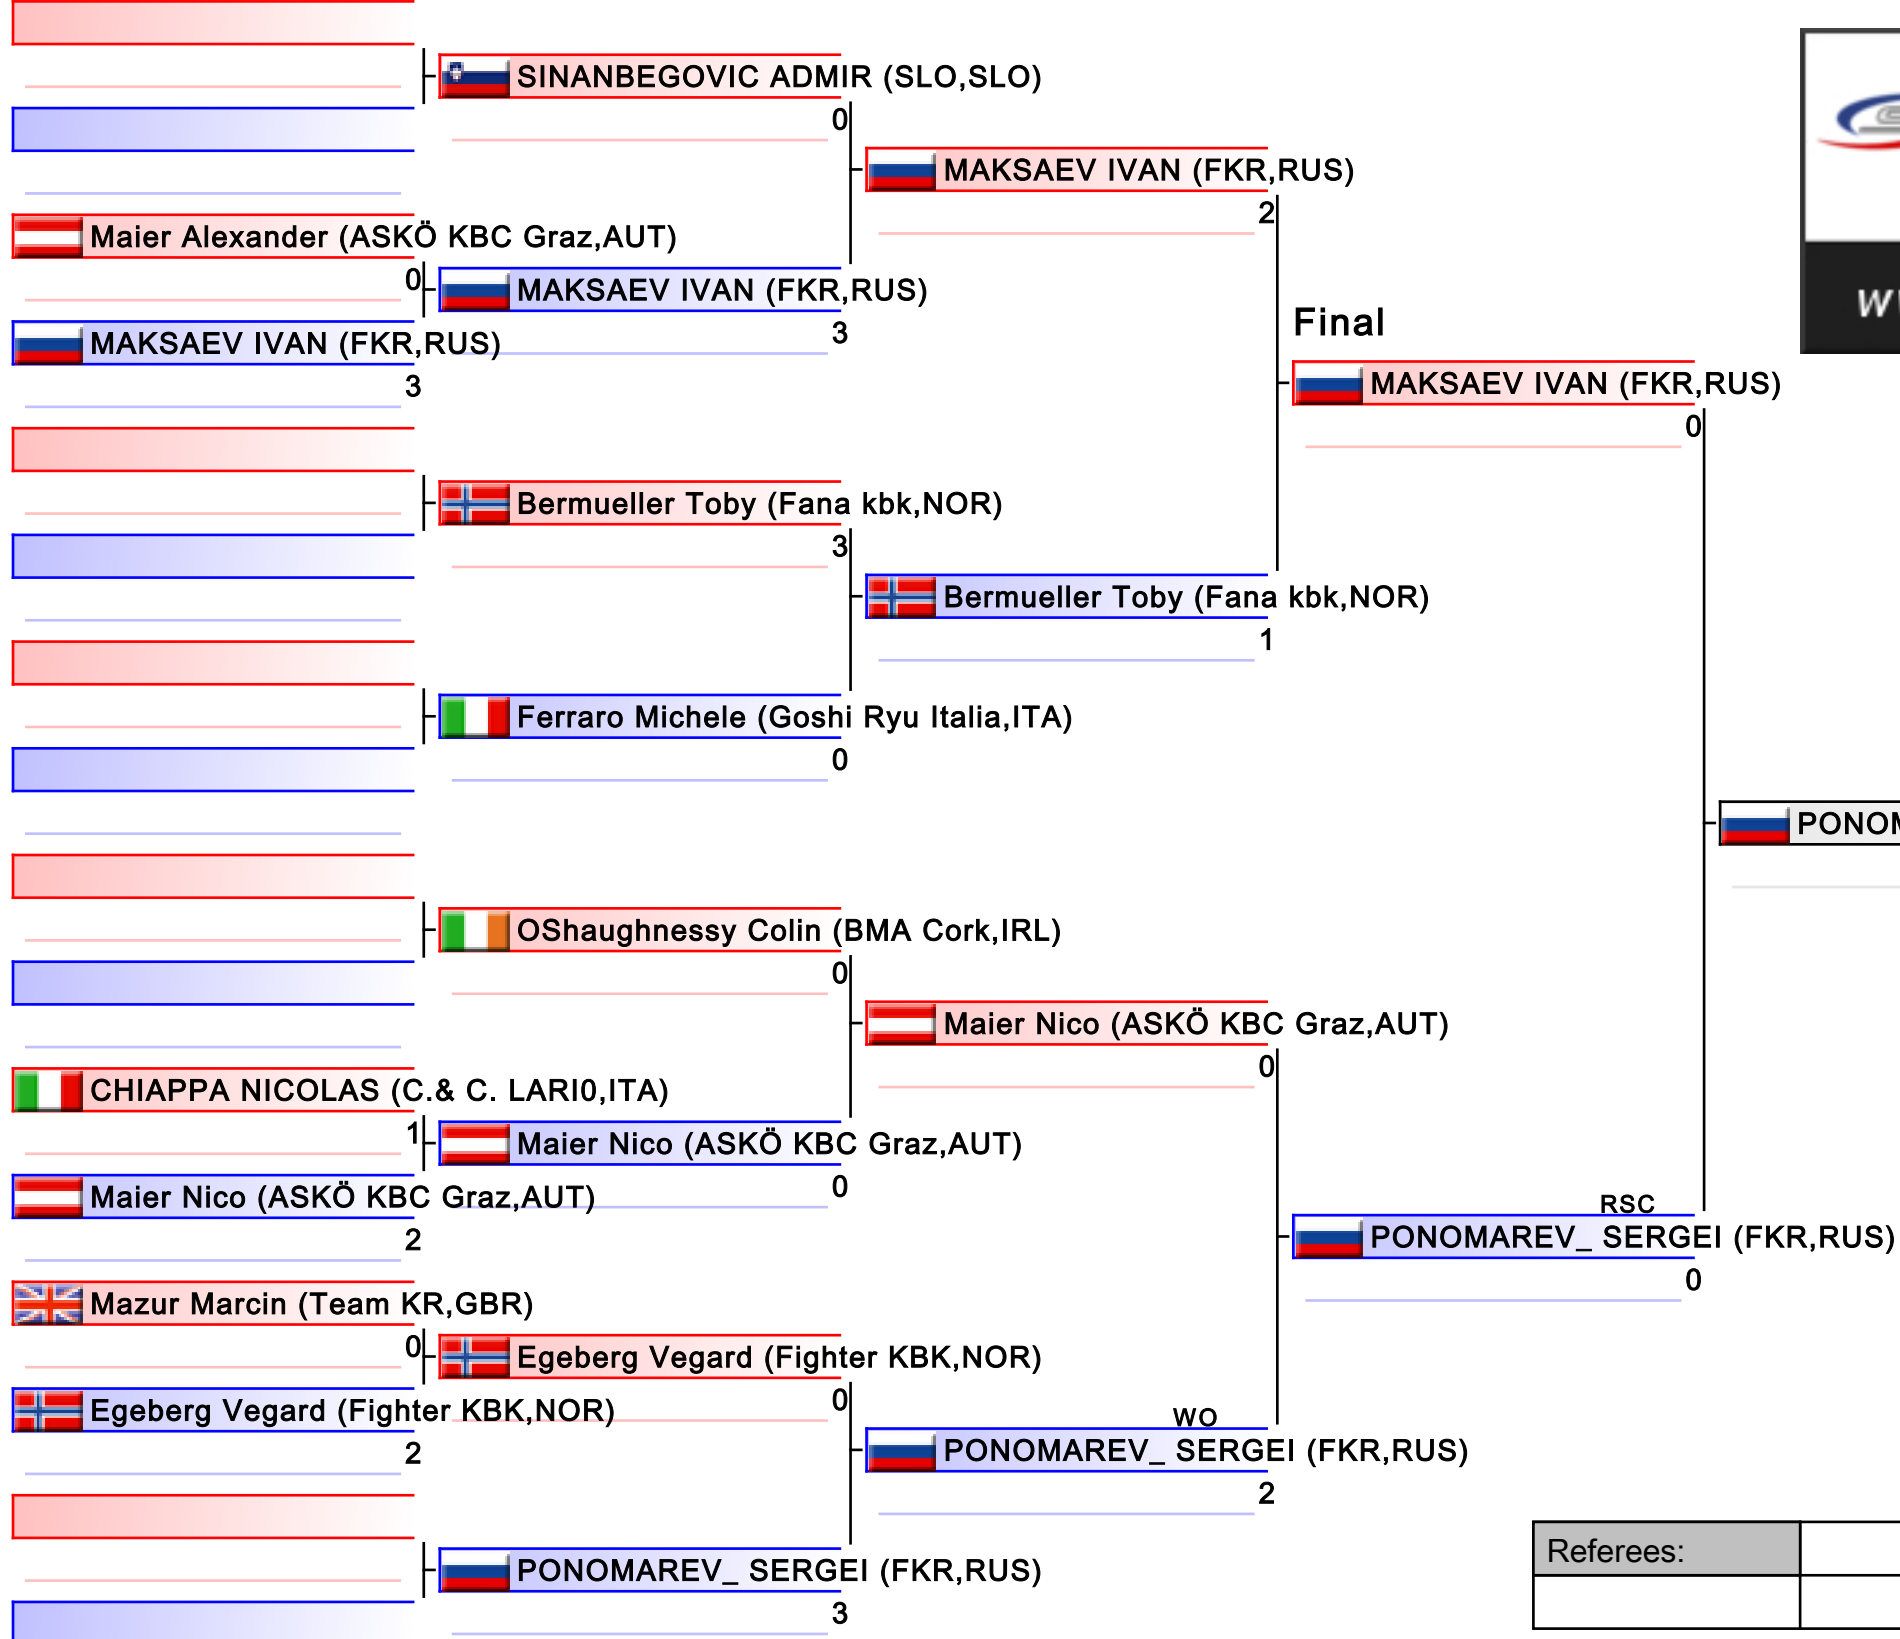 SINANBEGOVIC ADMIR (SLO,SLO)
0
MAKSAEV IVAN (FKR,RUS)
2
Maier Alexander (ASKÖ KBC Graz,AUT)
0
MAKSAEV IVAN (FKR,RUS)
3
MAKSAEV IVAN (FKR,RUS)
3
Final
MAKSAEV IVAN (FKR,RUS)
0
Bermueller Toby (Fana kbk,NOR)
3
Bermueller Toby (Fana kbk,NOR)
1
Ferraro Michele (Goshi Ryu Italia,ITA)
0
OShaughnessy Colin (BMA Cork,IRL)
0
Maier Nico (ASKÖ KBC Graz,AUT)
0
CHIAPPA NICOLAS (C.& C. LARI0,ITA)
1
Maier Nico (ASKÖ KBC Graz,AUT)
0
Maier Nico (ASKÖ KBC Graz,AUT)
2
RSC
PONOMAREV_ SERGEI (FKR,RUS)
0
Mazur Marcin (Team KR,GBR)
0
Egeberg Vegard (Fighter KBK,NOR)
0
Egeberg Vegard (Fighter KBK,NOR)
2
WO
PONOMAREV_ SERGEI (FKR,RUS)
2
PONOMAREV_ SERGEI (FKR,RUS)
3
Referees: